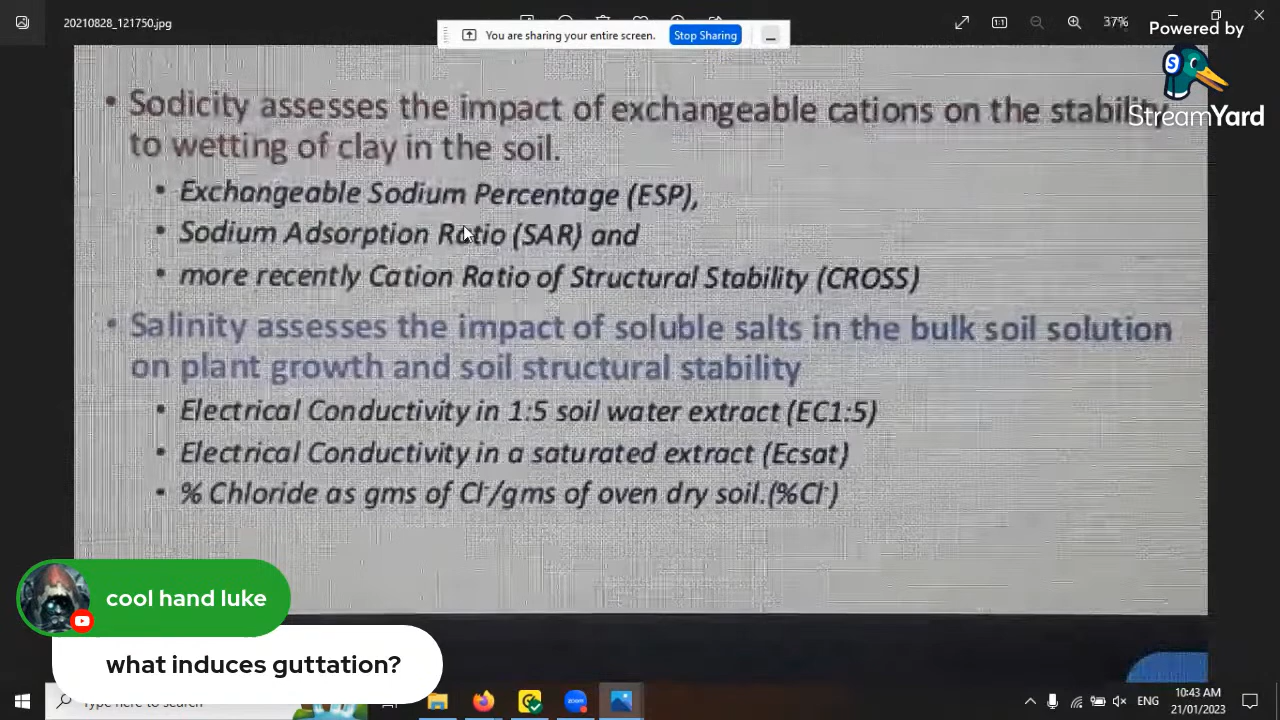 20210828_121750.jpg
You are sharing your entire screen. Stop Sharing
37%
Powered by
StreamYard
• Sodicity assesses the impact of exchangeable cations on the stability
to wetting of clay in the soil.
• Exchangeable Sodium Percentage (ESP),
• Sodium Adsorption Ratio (SAR) and
• more recently Cation Ratio of Structural Stability (CROSS)
• Salinity assesses the impact of soluble salts in the bulk soil solution
on plant growth and soil structural stability
• Electrical Conductivity in 1:5 soil water extract (EC1:5)
• Electrical Conductivity in a saturated extract (Ecsat)
• % Chloride as gms of Cl⁻/gms of oven dry soil.(%Cl⁻)
cool hand luke
what induces guttation?
Type here to search
zoom
ENG
10:43 AM
21/01/2023